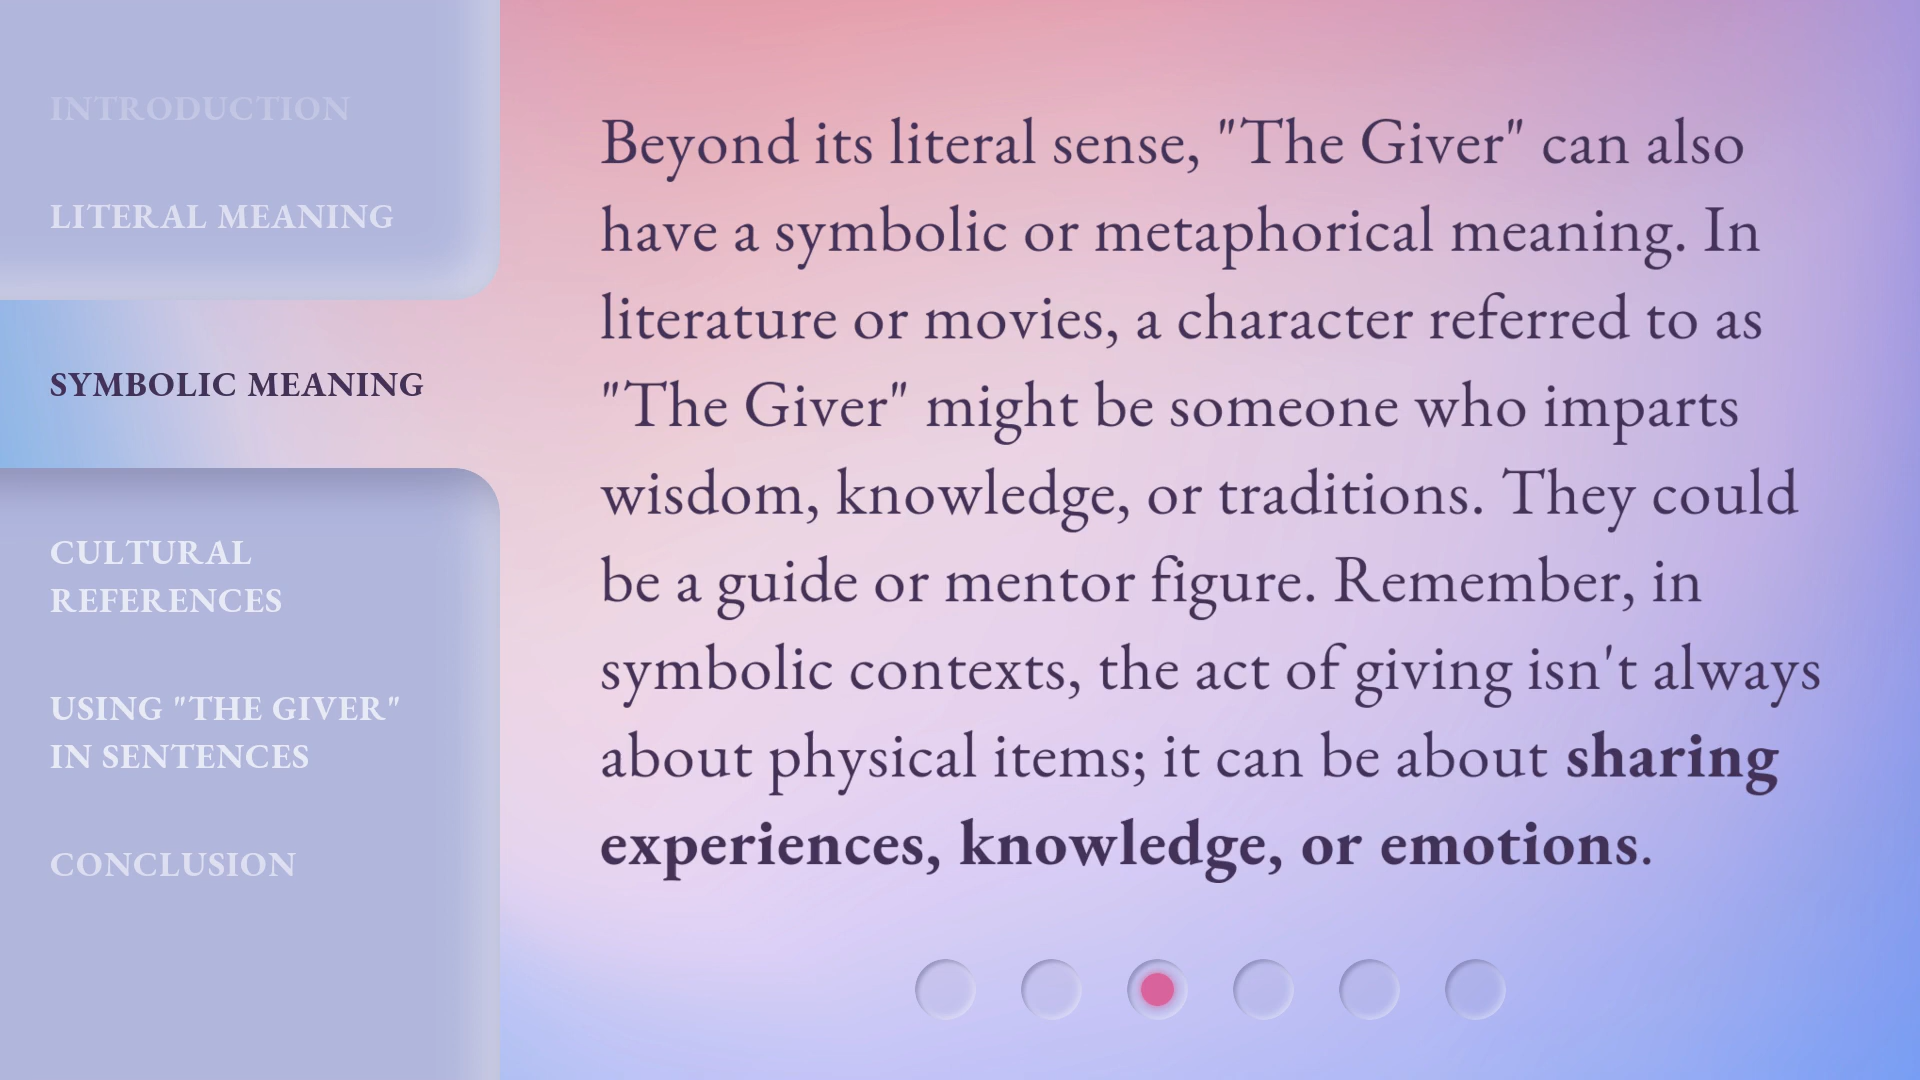 INTRODUCTION
LITERAL MEANING
SYMBOLIC MEANING
CULTURAL
REFERENCES
USING "THE GIVER"
IN SENTENCES
CONCLUSION
Beyond its literal sense, "The Giver" can also
have a symbolic or metaphorical meaning. In
literature or movies, a character referred to as
"The Giver" might be someone who imparts
wisdom, knowledge, or traditions. They could
be a guide or mentor figure. Remember, in
symbolic contexts, the act of giving isn't always
about physical items; it can be about sharing
experiences, knowledge, or emotions.